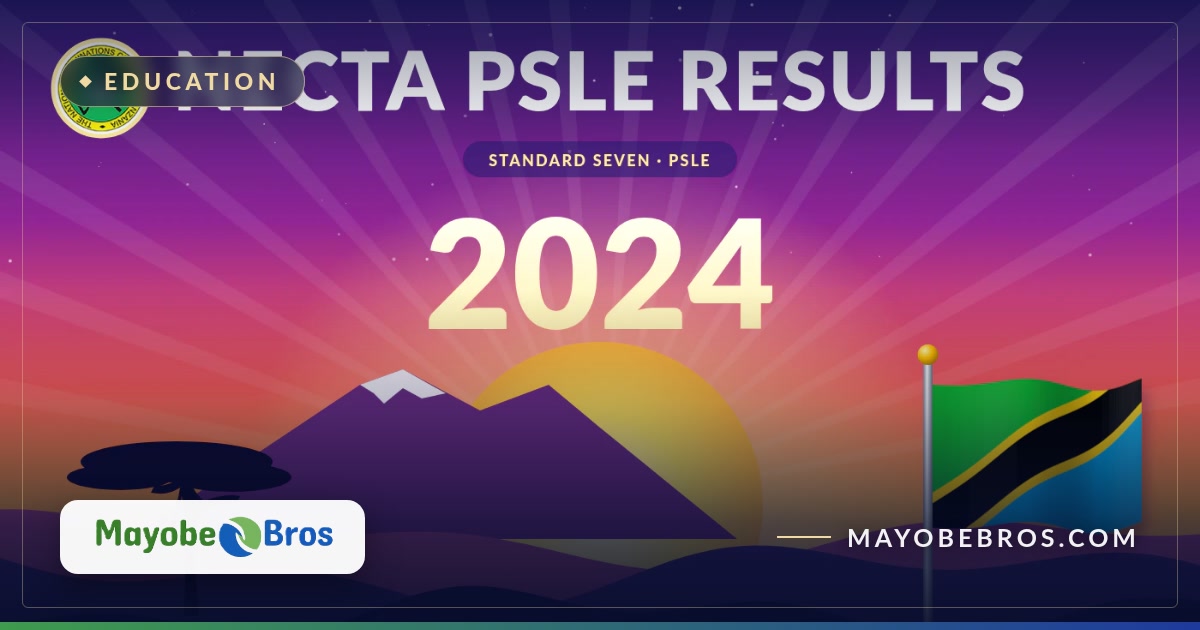 NECTA PSLE RESULTS
EDUCATION
STANDARD SEVEN · PSLE
2024
Mayobe Bros
MAYOBEBROS.COM